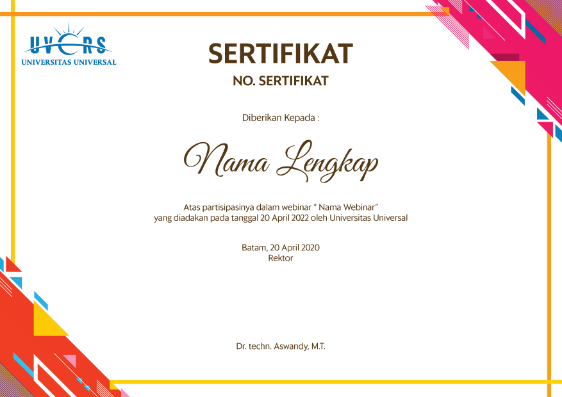 UVERS
UNIVERSITAS UNIVERSAL
SERTIFIKAT
NO. SERTIFIKAT
Diberikan Kepada :
Nama Lengkap
Atas partisipasinya dalam webinar " Nama Webinar"
yang diadakan pada tanggal 20 April 2022 oleh Universitas Universal
Batam, 20 April 2020
Rektor
Dr. techn. Aswandy, M.T.